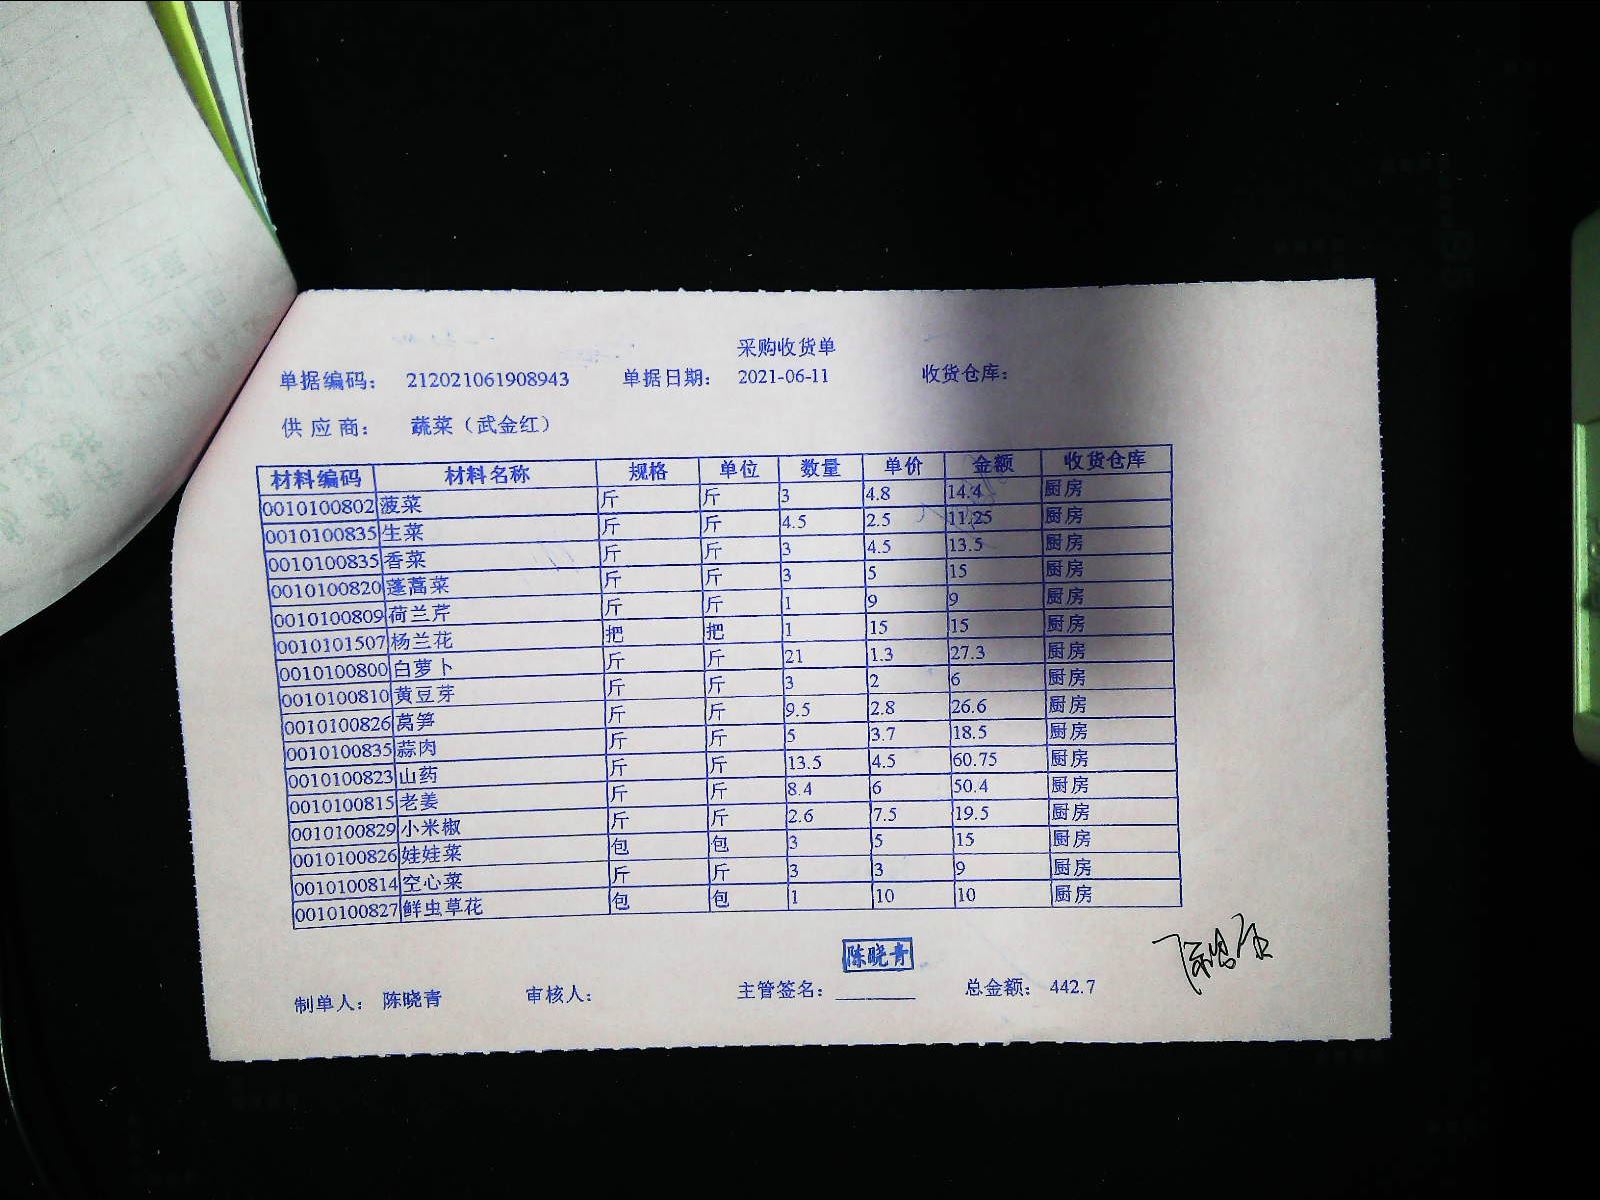 采购收货单
单据编码: 212021061908943 单据日期: 2021-06-11 收货仓库:
供 应 商: 蔬菜（武金红）
材料编码 材料名称 规格 单位 数量 单价 金额 收货仓库
0010100802 菠菜 斤 斤 3 4.8 14.4 厨房
0010100835 生菜 斤 斤 4.5 2.5 11.25 厨房
0010100835 香菜 斤 斤 3 4.5 13.5 厨房
0010100820 蓬蒿菜 斤 斤 3 5 15 厨房
0010100809 荷兰芹 斤 斤 1 9 9 厨房
0010101507 杨兰花 把 把 1 15 15 厨房
0010100800 白萝卜 斤 斤 21 1.3 27.3 厨房
0010100810 黄豆芽 斤 斤 3 2 6 厨房
0010100826 莴笋 斤 斤 9.5 2.8 26.6 厨房
0010100835 蒜肉 斤 斤 5 3.7 18.5 厨房
0010100823 山药 斤 斤 13.5 4.5 60.75 厨房
0010100815 老姜 斤 斤 8.4 6 50.4 厨房
0010100829 小米椒 斤 斤 2.6 7.5 19.5 厨房
0010100826 娃娃菜 包 包 3 5 15 厨房
0010100814 空心菜 斤 斤 3 3 9 厨房
0010100827 鲜虫草花 包 包 1 10 10 厨房
陈晓青
制单人: 陈晓青 审核人: 主管签名: 总金额: 442.7